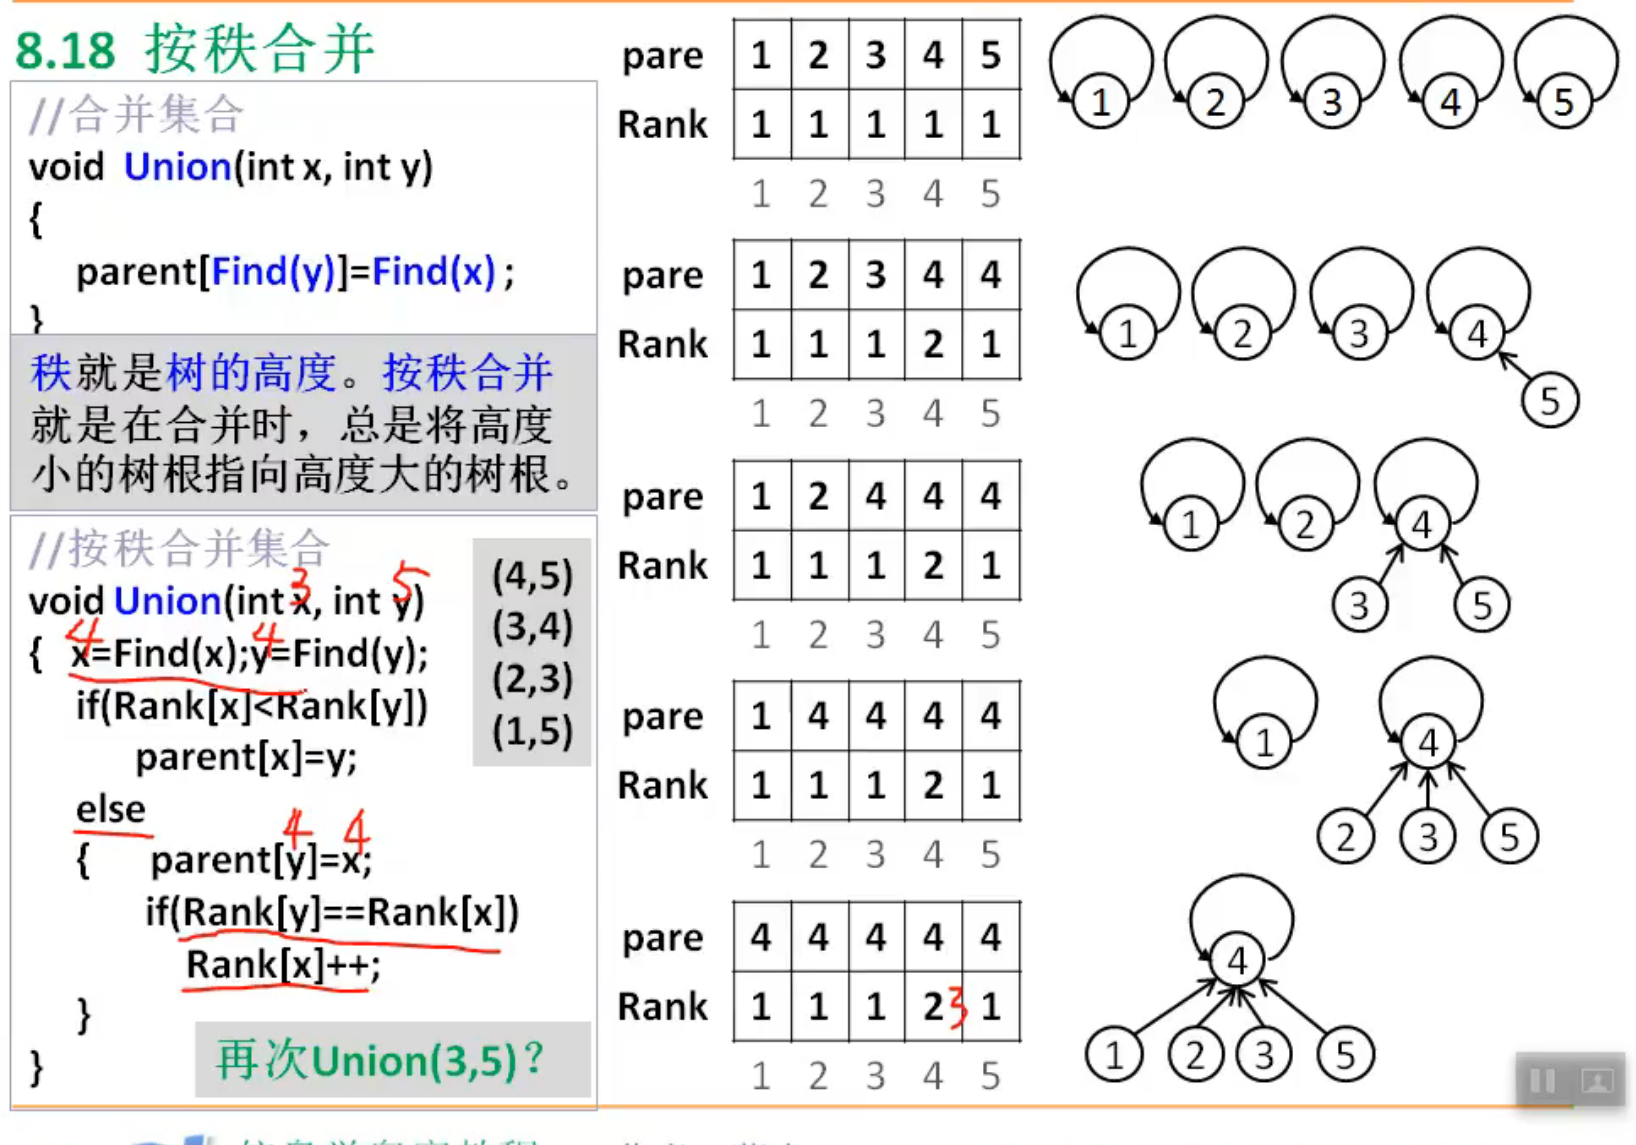 8.18 按秩合并
//合并集合
void Union(int x, int y)
{
parent[Find(y)]=Find(x) ;
}
秩就是树的高度。按秩合并
就是在合并时，总是将高度
小的树根指向高度大的树根。
//按秩合并集合
3 5
void Union(int x, int y)
4 4
{ x=Find(x);y=Find(y);
if(Rank[x]<Rank[y])
parent[x]=y;
else
4 4
{ parent[y]=x;
if(Rank[y]==Rank[x])
Rank[x]++;
}
}
(4,5)
(3,4)
(2,3)
(1,5)
再次Union(3,5)？
pare 1 2 3 4 5
Rank 1 1 1 1 1
1 2 3 4 5
1 2 3 4 5
pare 1 2 3 4 4
Rank 1 1 1 2 1
1 2 3 4 5
1 2 3 4
5
pare 1 2 4 4 4
Rank 1 1 1 2 1
1 2 3 4 5
1 2 4
3 5
pare 1 4 4 4 4
Rank 1 1 1 2 1
1 2 3 4 5
1 4
2 3 5
pare 4 4 4 4 4
Rank 1 1 1 2 3 1
1 2 3 4 5
4
1 2 3 5